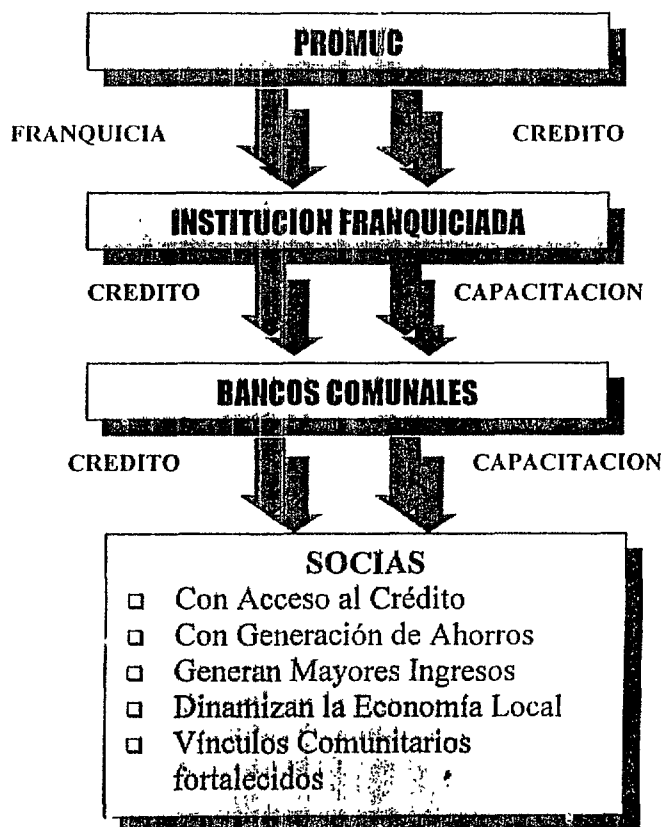 PROMUC
FRANQUICIA CREDITO
INSTITUCION FRANQUICIADA
CREDITO CAPACITACION
BANCOS COMUNALES
CREDITO CAPACITACION
SOCIAS
□ Con Acceso al Crédito
□ Con Generación de Ahorros
□ Generan Mayores Ingresos
□ Dinamizan la Economía Local
□ Vínculos Comunitarios
fortalecidos